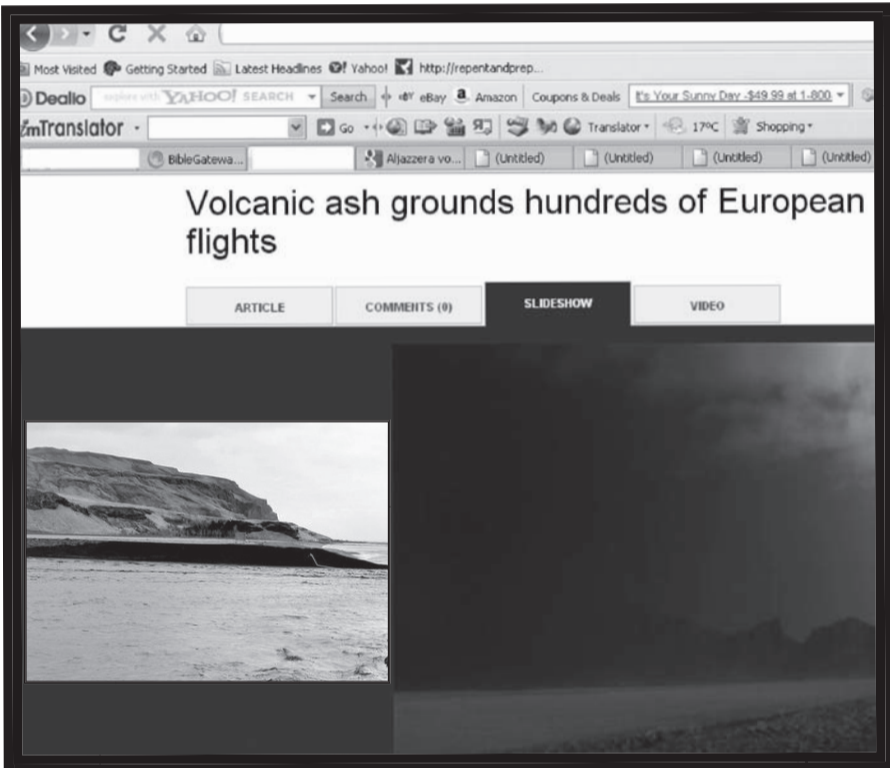 Most Visited Getting Started Latest Headlines Yahoo! http://repentandprep...
Dealio explore with YAHOO! SEARCH Search eBay Amazon Coupons & Deals It's Your Sunny Day -$49.99 at 1-800
ImTranslator Go Translator 17ºC Shopping
BibleGatewa... Aljazzera vo... (Untitled) (Untitled) (Untitled) (Untitled)
Volcanic ash grounds hundreds of European
flights
ARTICLE COMMENTS (0) SLIDESHOW VIDEO